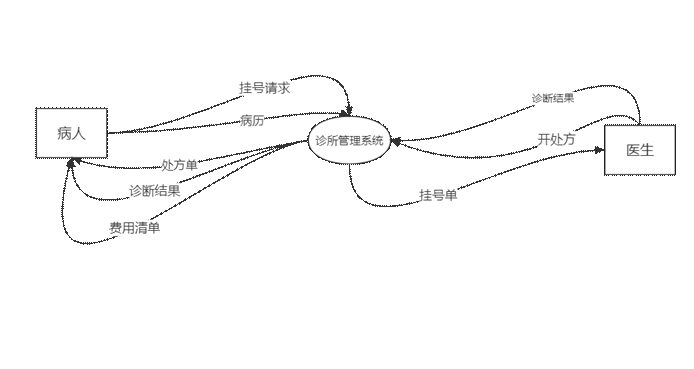 挂号请求
病历
病人
处方单
诊断结果
费用清单
诊所管理系统
诊断结果
开处方
挂号单
医生